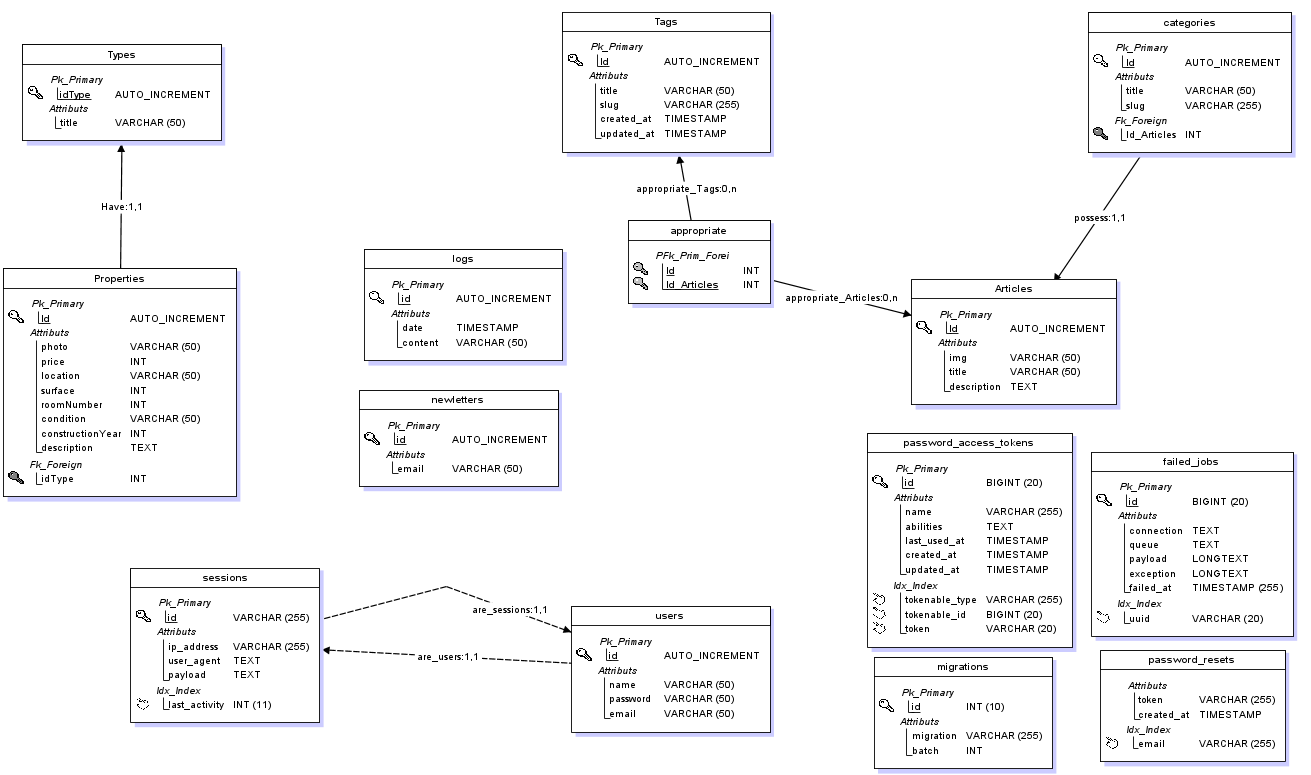 Types
Pk_Primary
idType AUTO_INCREMENT
Attributs
title VARCHAR (50)
Have:1,1
Properties
Pk_Primary
Id AUTO_INCREMENT
Attributs
photo VARCHAR (50)
price INT
location VARCHAR (50)
surface INT
roomNumber INT
condition VARCHAR (50)
constructionYear INT
description TEXT
Fk_Foreign
idType INT
Tags
Pk_Primary
Id AUTO_INCREMENT
Attributs
title VARCHAR (50)
slug VARCHAR (255)
created_at TIMESTAMP
updated_at TIMESTAMP
appropriate_Tags:0,n
appropriate
PFk_Prim_Forei
Id INT
Id_Articles INT
appropriate_Articles:0,n
categories
Pk_Primary
Id AUTO_INCREMENT
Attributs
title VARCHAR (50)
slug VARCHAR (255)
Fk_Foreign
Id_Articles INT
possess:1,1
Articles
Pk_Primary
Id AUTO_INCREMENT
Attributs
img VARCHAR (50)
title VARCHAR (50)
description TEXT
logs
Pk_Primary
id AUTO_INCREMENT
Attributs
date TIMESTAMP
content VARCHAR (50)
newletters
Pk_Primary
id AUTO_INCREMENT
Attributs
email VARCHAR (50)
sessions
Pk_Primary
id VARCHAR (255)
Attributs
ip_address VARCHAR (255)
user_agent TEXT
payload TEXT
Idx_Index
last_activity INT (11)
are_sessions:1,1
are_users:1,1
users
Pk_Primary
id AUTO_INCREMENT
Attributs
name VARCHAR (50)
password VARCHAR (50)
email VARCHAR (50)
password_access_tokens
Pk_Primary
id BIGINT (20)
Attributs
name VARCHAR (255)
abilities TEXT
last_used_at TIMESTAMP
created_at TIMESTAMP
updated_at TIMESTAMP
Idx_Index
tokenable_type VARCHAR (255)
tokenable_id BIGINT (20)
token VARCHAR (20)
failed_jobs
Pk_Primary
id BIGINT (20)
Attributs
connection TEXT
queue TEXT
payload LONGTEXT
exception LONGTEXT
failed_at TIMESTAMP (255)
Idx_Index
uuid VARCHAR (20)
migrations
Pk_Primary
id INT (10)
Attributs
migration VARCHAR (255)
batch INT
password_resets
Attributs
token VARCHAR (255)
created_at TIMESTAMP
Idx_Index
email VARCHAR (255)